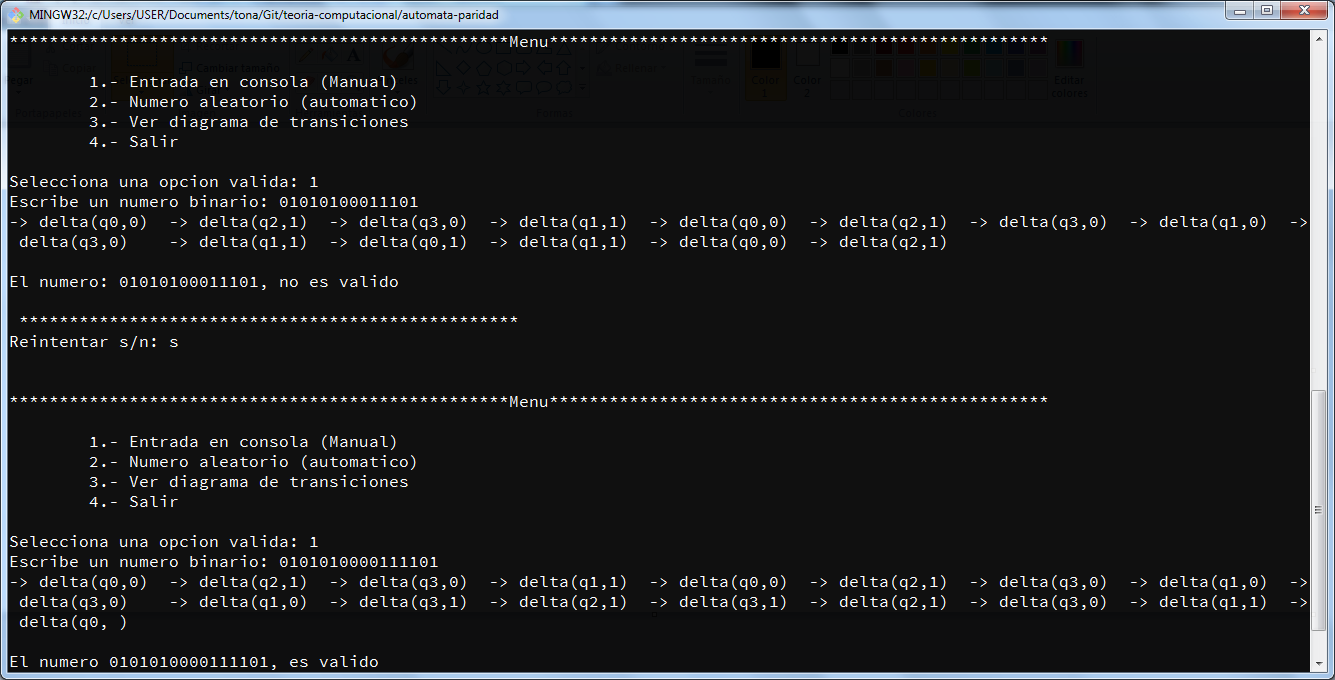 MINGW32:/c/Users/USER/Documents/tona/Git/teoria-computacional/automata-paridad
**************************************************Menu**************************************************
1.- Entrada en consola (Manual)
2.- Numero aleatorio (automatico)
3.- Ver diagrama de transiciones
4.- Salir
Selecciona una opcion valida: 1
Escribe un numero binario: 01010100011101
-> delta(q0,0)  -> delta(q2,1)  -> delta(q3,0)  -> delta(q1,1)  -> delta(q0,0)  -> delta(q2,1)  -> delta(q3,0)  -> delta(q1,0)  ->
delta(q3,0)    -> delta(q1,1)  -> delta(q0,1)  -> delta(q1,1)  -> delta(q0,0)  -> delta(q2,1)
El numero: 01010100011101, no es valido
**************************************************
Reintentar s/n: s
**************************************************Menu**************************************************
1.- Entrada en consola (Manual)
2.- Numero aleatorio (automatico)
3.- Ver diagrama de transiciones
4.- Salir
Selecciona una opcion valida: 1
Escribe un numero binario: 0101010000111101
-> delta(q0,0)  -> delta(q2,1)  -> delta(q3,0)  -> delta(q1,1)  -> delta(q0,0)  -> delta(q2,1)  -> delta(q3,0)  -> delta(q1,0)  ->
delta(q3,0)    -> delta(q1,0)  -> delta(q3,1)  -> delta(q2,1)  -> delta(q3,1)  -> delta(q2,1)  -> delta(q3,0)  -> delta(q1,1)  ->
delta(q0, )
El numero 0101010000111101, es valido